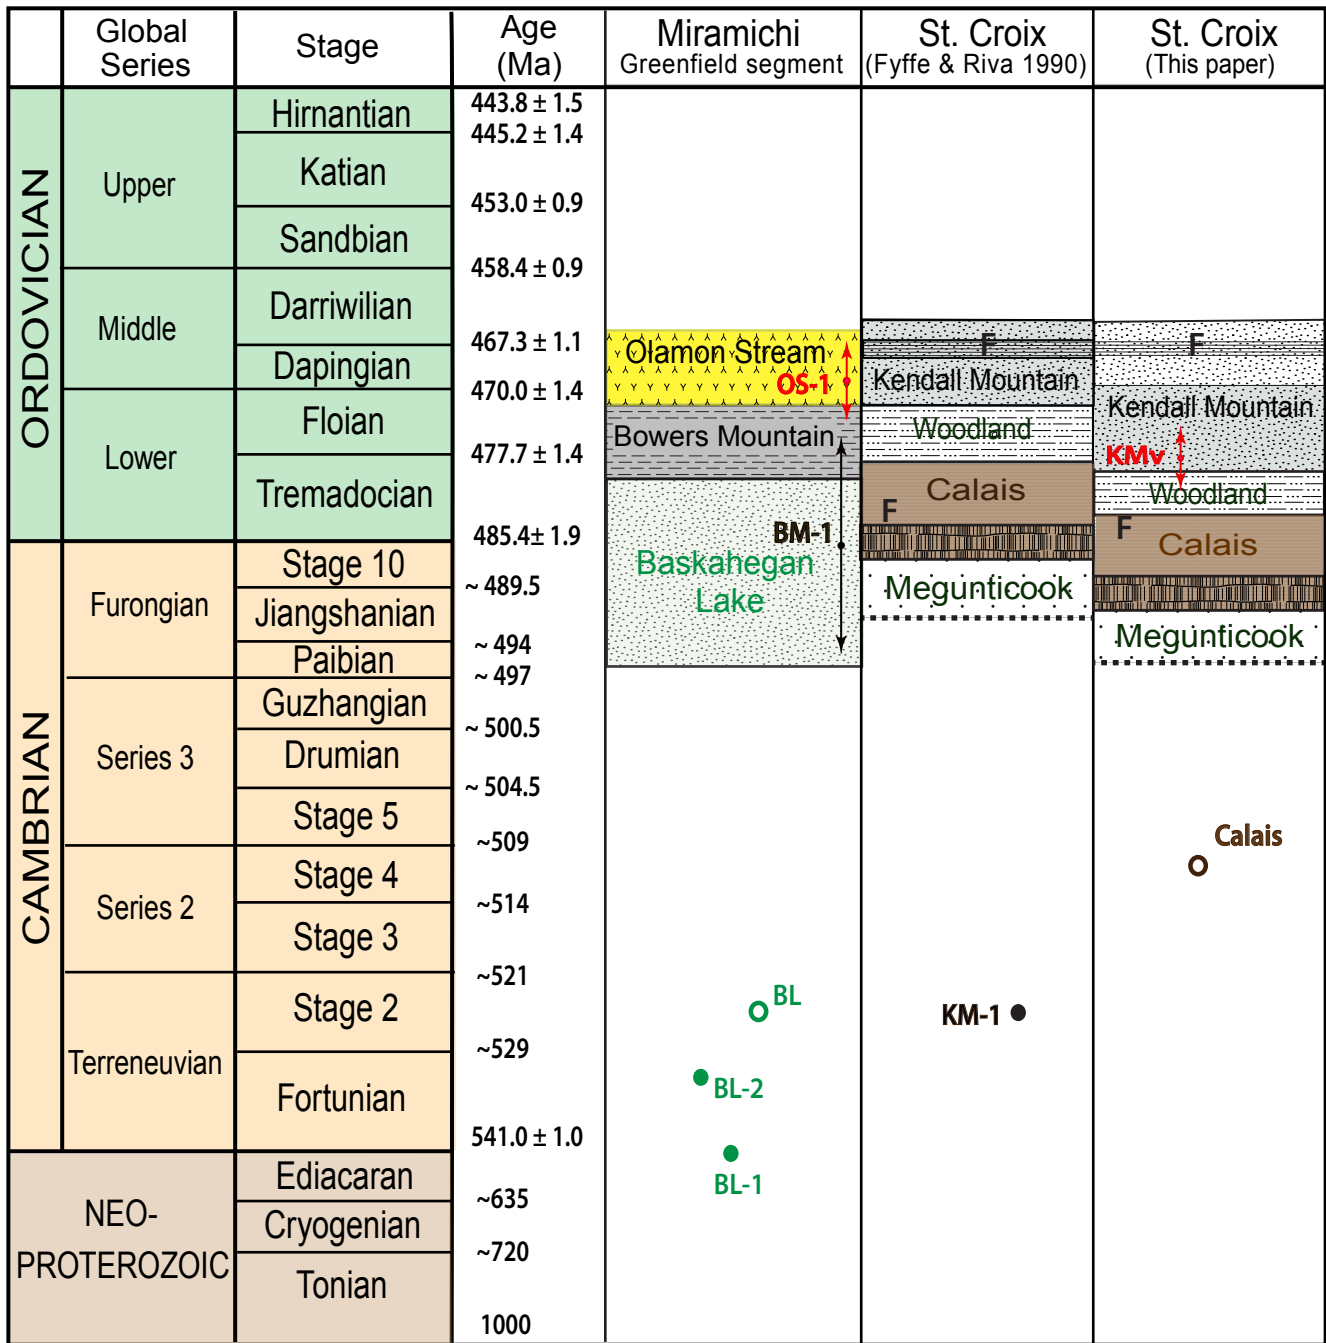 Global
Series
Stage
Age
(Ma)
Miramichi
Greenfield segment
St. Croix
(Fyffe & Riva 1990)
St. Croix
(This paper)
ORDOVICIAN
Upper
Middle
Lower
Hirnantian
Katian
Sandbian
Darriwilian
Dapingian
Floian
Tremadocian
443.8 ± 1.5
445.2 ± 1.4
453.0 ± 0.9
458.4 ± 0.9
467.3 ± 1.1
470.0 ± 1.4
477.7 ± 1.4
485.4± 1.9
CAMBRIAN
Furongian
Series 3
Series 2
Terreneuvian
Stage 10
Jiangshanian
Paibian
Guzhangian
Drumian
Stage 5
Stage 4
Stage 3
Stage 2
Fortunian
~ 489.5
~ 494
~ 497
~ 500.5
~ 504.5
~509
~514
~521
~529
541.0 ± 1.0
NEO-
PROTEROZOIC
Ediacaran
Cryogenian
Tonian
~635
~720
1000
Olamon Stream
OS-1
Bowers Mountain
BM-1
Baskahegan
Lake
BL
BL-2
BL-1
F
Kendall Mountain
Woodland
Calais
F
Megunticook
KM-1
F
Kendall Mountain
KMv
Woodland
F
Calais
Megunticook
Calais